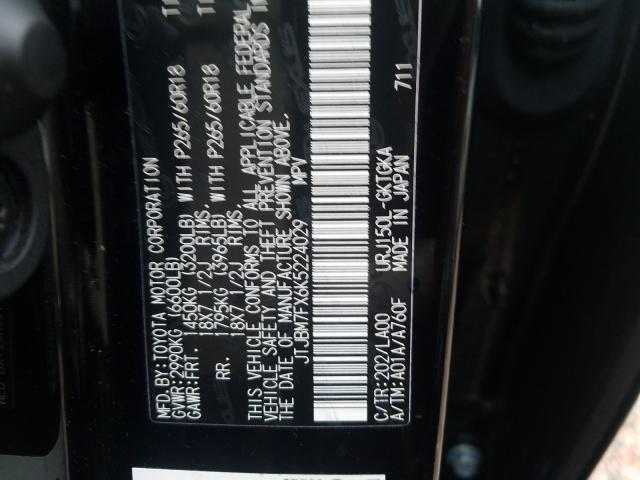 MFD.BY:TOYOTA MOTOR CORPORATION
GVWR:2990KG (6600LB)
GAWR:FRT. 1450KG (3200LB) WITH P265/60R18
18X7 1/2J RIMS,
RR. 1795KG (3965LB) WITH P265/60R18
18X7 1/2J RIMS,
THIS VEHICLE CONFORMS TO ALL APPLICABLE FEDERAL
VEHICLE SAFETY AND THEFT PREVENTION STANDARDS
EFFECT ON THE DATE OF MANUFACTURE SHOWN ABOVE.
JTJBM7FX6K5224029 MPV
C/TR:202/LA00 URJ150L-GKTGKA
A/TM:A01A/A760F MADE IN JAPAN
711